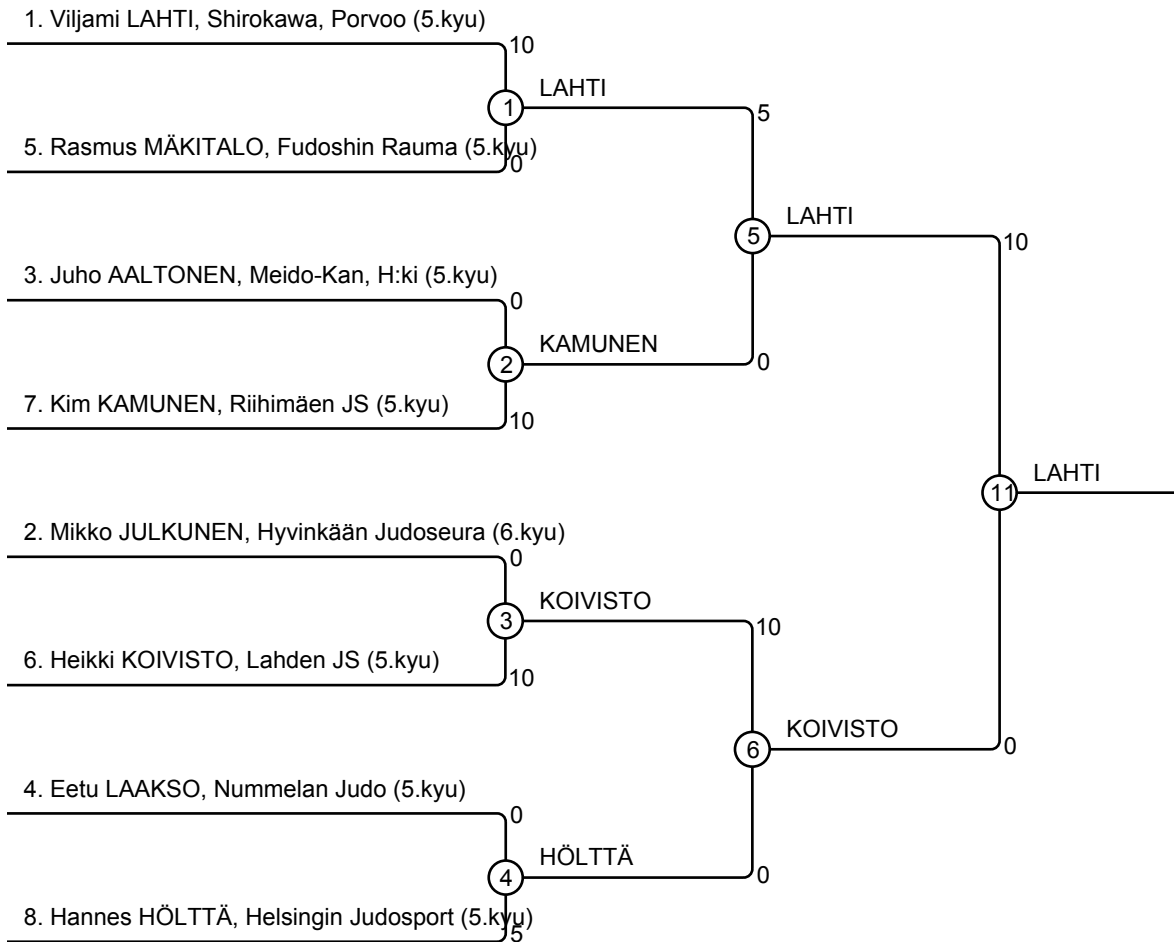 1. Viljami LAHTI, Shirokawa, Porvoo (5.kyu)
10
1
LAHTI
5
5. Rasmus MÄKITALO, Fudoshin Rauma (5.kyu)
0
5
LAHTI
10
3. Juho AALTONEN, Meido-Kan, H:ki (5.kyu)
0
2
KAMUNEN
0
7. Kim KAMUNEN, Riihimäen JS (5.kyu)
10
11
LAHTI
2. Mikko JULKUNEN, Hyvinkään Judoseura (6.kyu)
0
3
KOIVISTO
10
6. Heikki KOIVISTO, Lahden JS (5.kyu)
10
6
KOIVISTO
0
4. Eetu LAAKSO, Nummelan Judo (5.kyu)
0
4
HÖLTTÄ
0
8. Hannes HÖLTTÄ, Helsingin Judosport (5.kyu)
5